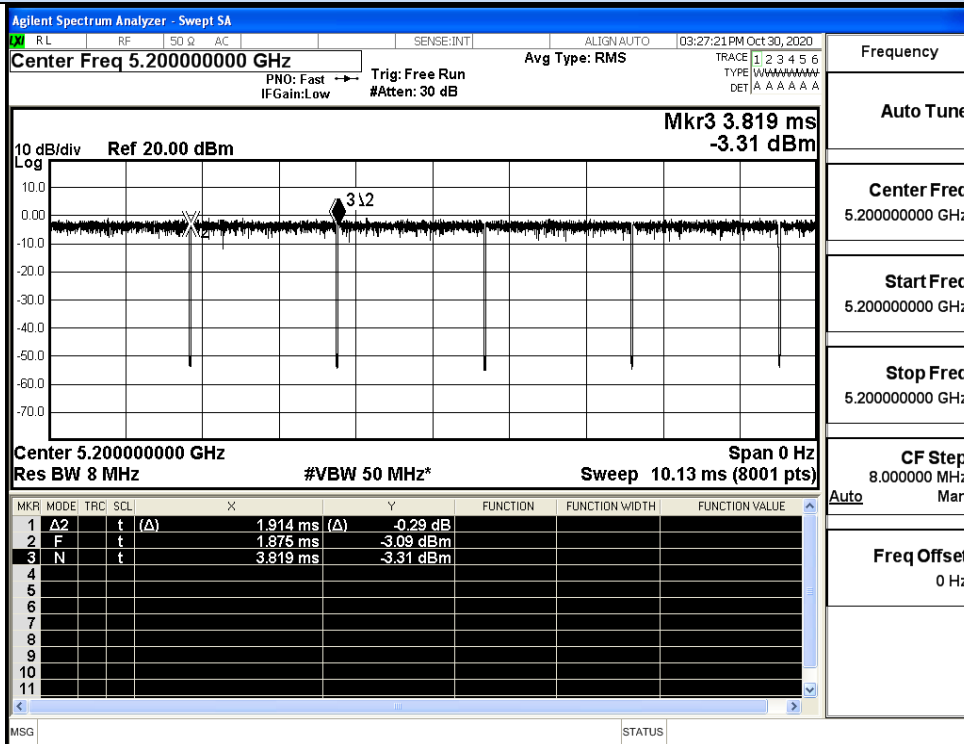 Agilent Spectrum Analyzer - Swept SA
LXI RL RF 50 Ω AC SENSE:INT ALIGN AUTO 03:27:21 PM Oct 30, 2020
Center Freq 5.200000000 GHz Avg Type: RMS TRACE 1 2 3 4 5 6
PNO: Fast Trig: Free Run TYPE
IFGain:Low #Atten: 30 dB DET A A A A A A
Mkr3 3.819 ms
10 dB/div Ref 20.00 dBm -3.31 dBm
Log
10.0
0.00
-10.0
-20.0
-30.0
-40.0
-50.0
-60.0
-70.0
3Δ2
Center 5.200000000 GHz Span 0 Hz
Res BW 8 MHz #VBW 50 MHz* Sweep 10.13 ms (8001 pts)
MKR MODE TRC SCL X Y FUNCTION FUNCTION WIDTH FUNCTION VALUE
1 Δ2 t (Δ) 1.914 ms (Δ) -0.29 dB
2 F t 1.875 ms -3.09 dBm
3 N t 3.819 ms -3.31 dBm
4
5
6
7
8
9
10
11
MSG STATUS
Frequency
Auto Tune
Center Freq
5.200000000 GHz
Start Freq
5.200000000 GHz
Stop Freq
5.200000000 GHz
CF Step
8.000000 MHz
Auto Man
Freq Offset
0 Hz